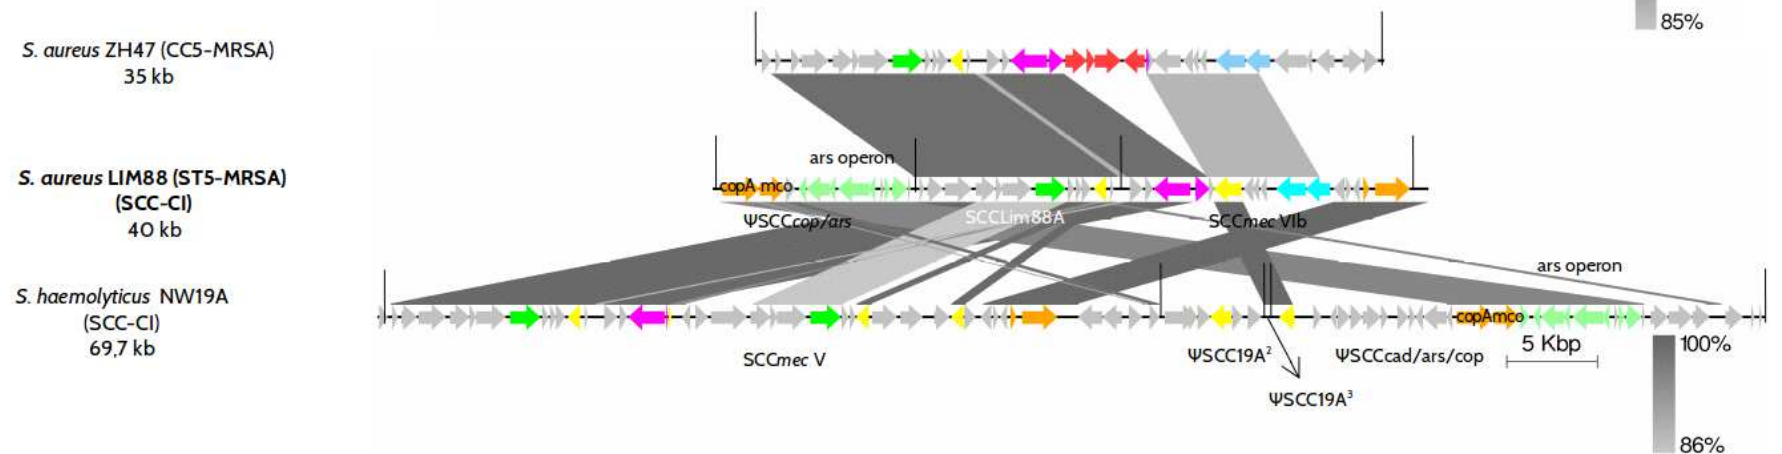 85%
S. aureus ZH47 (CC5-MRSA)
35 kb
ars operon
S. aureus LIM88 (ST5-MRSA)
(SCC-CI)
40 kb
copA mco
ΨSCCcop/ars
SCCLim88A
SCCmec VIb
ars operon
S. haemolyticus NW19A
(SCC-CI)
69,7 kb
copAmco
SCCmec V
ΨSCC19A²
ΨSCCcad/ars/cop
5 Kbp
100%
ΨSCC19A³
86%